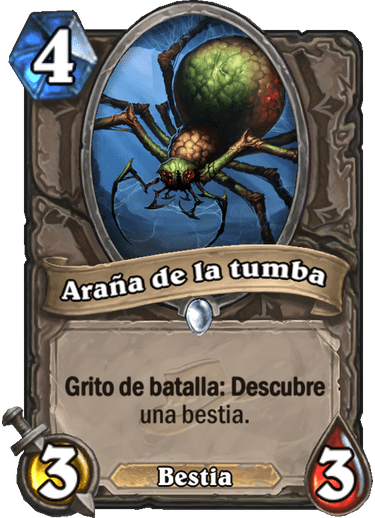 4
Araña de la tumba
Grito de batalla: Descubre
una bestia.
3
Bestia
3